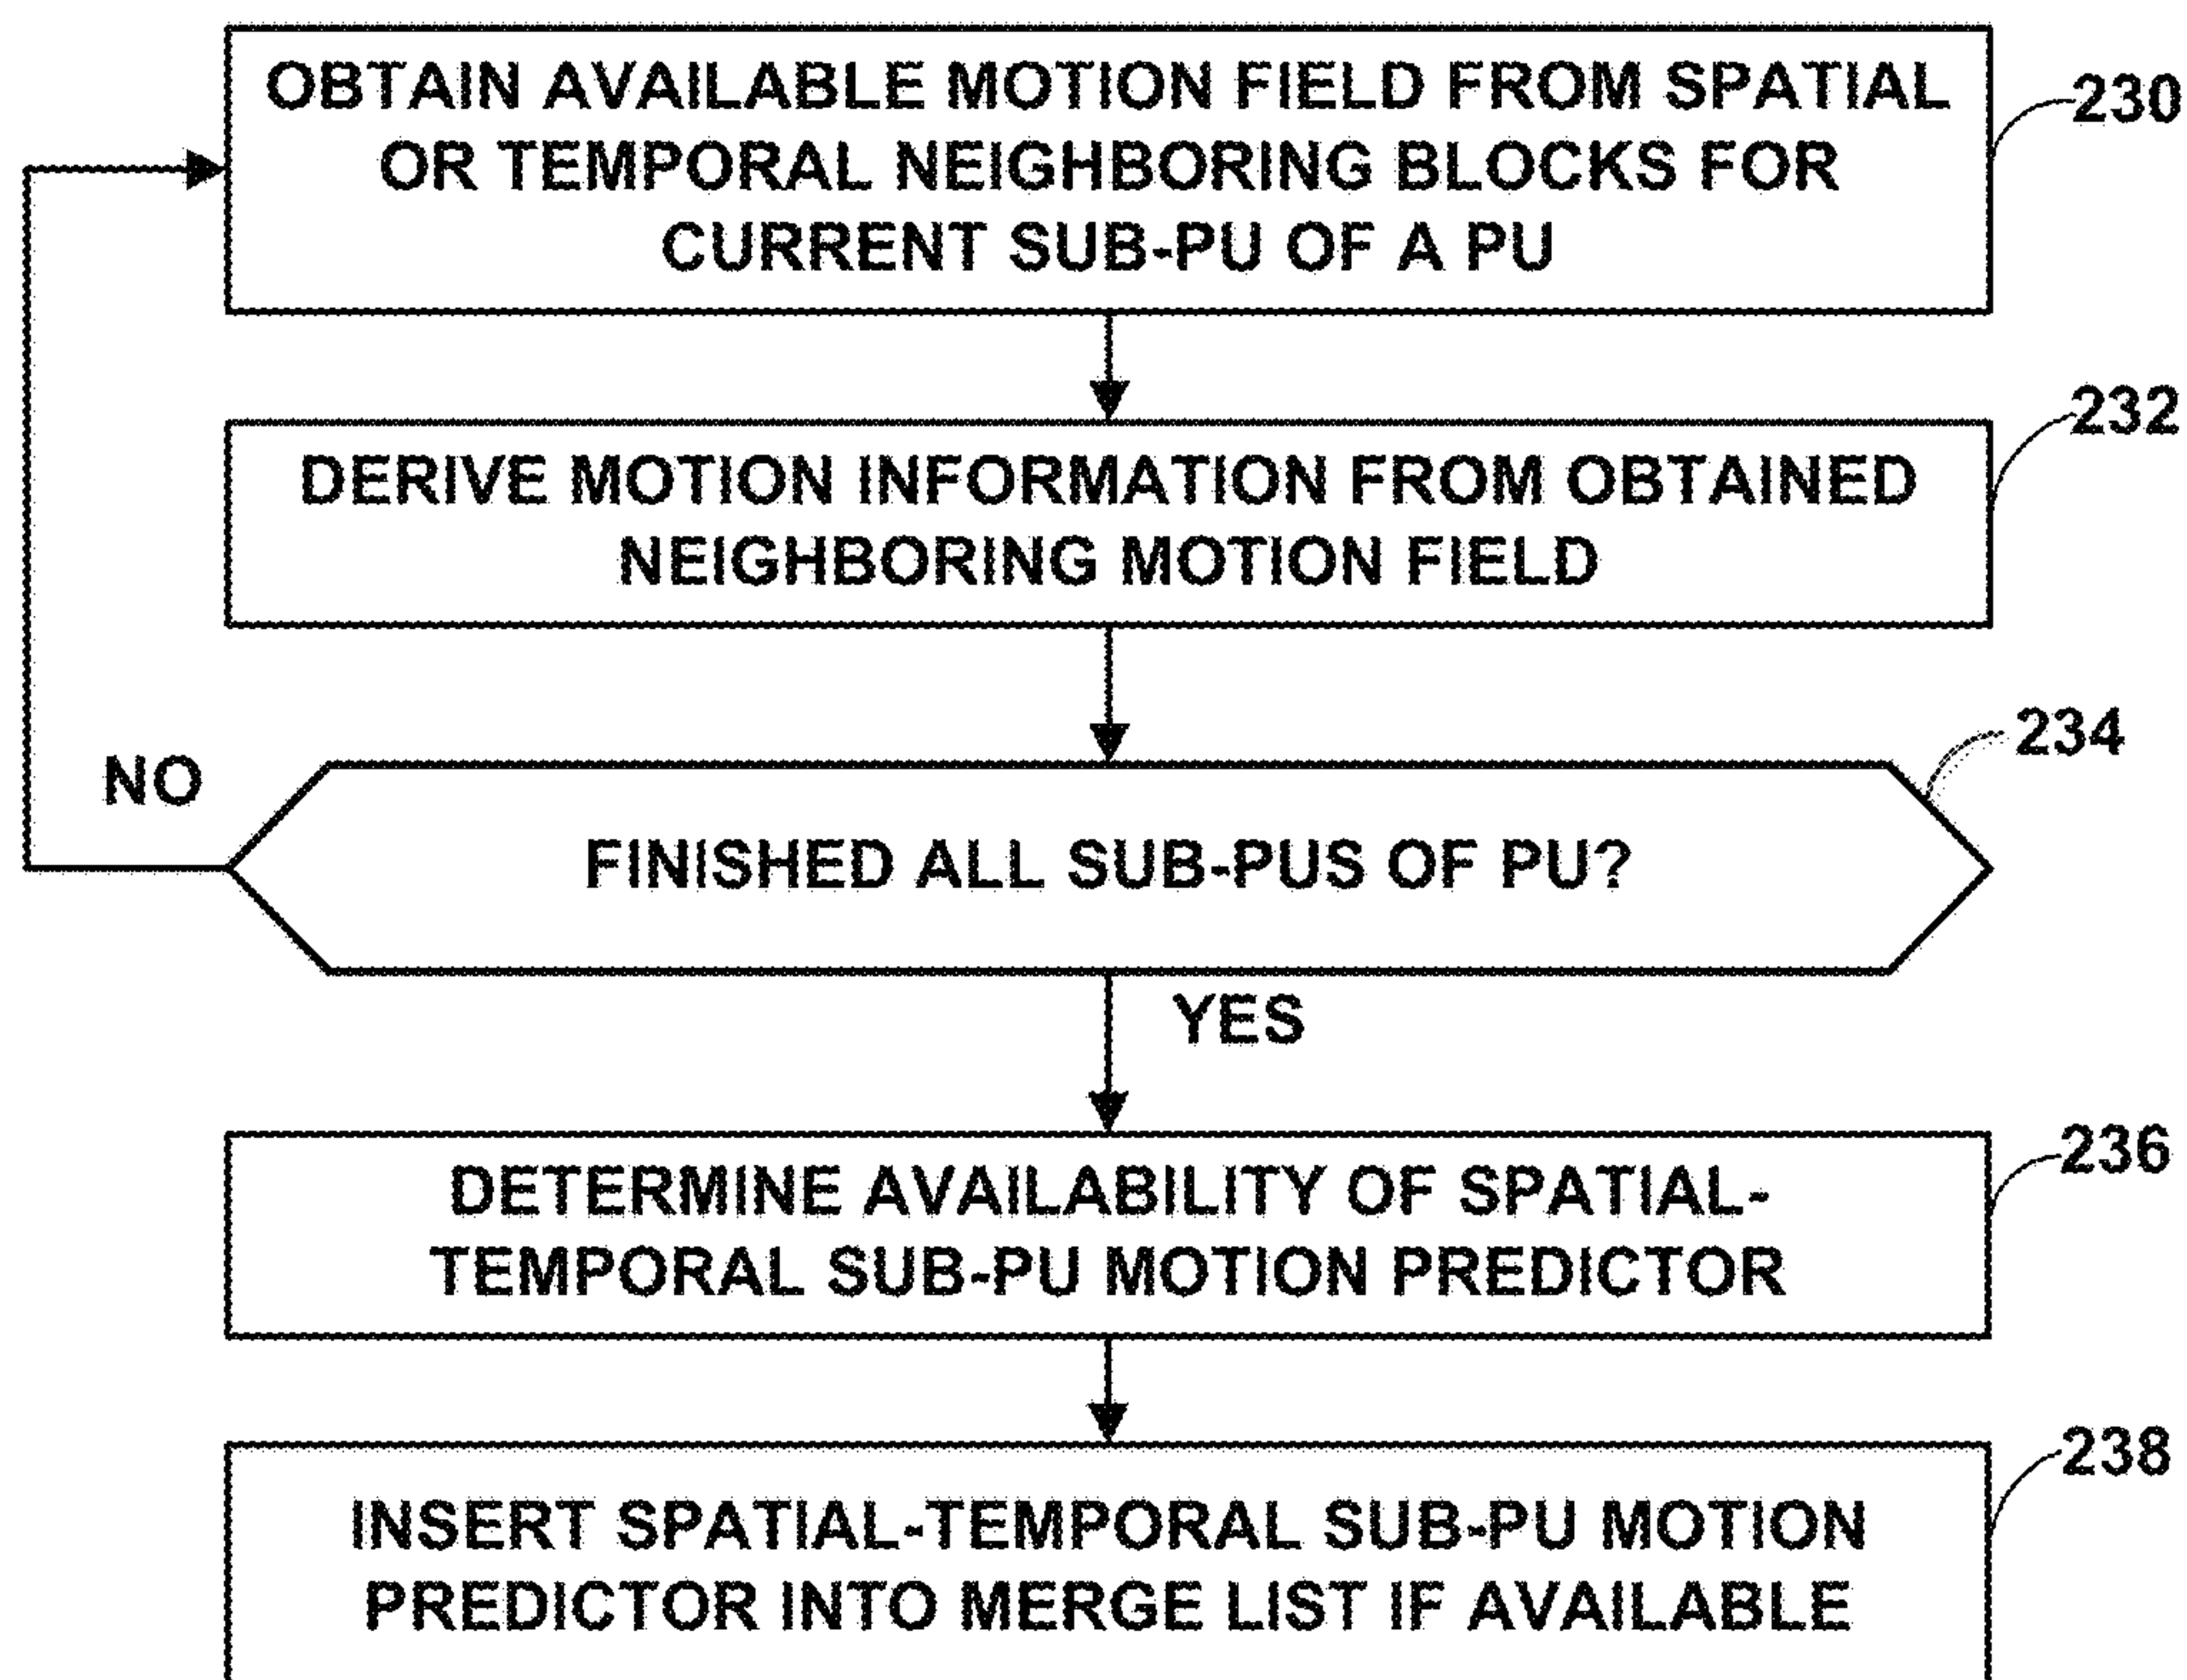 OBTAIN AVAILABLE MOTION FIELD FROM SPATIAL
OR TEMPORAL NEIGHBORING BLOCKS FOR
CURRENT SUB-PU OF A PU
230
DERIVE MOTION INFORMATION FROM OBTAINED
NEIGHBORING MOTION FIELD
232
NO
FINISHED ALL SUB-PUS OF PU?
234
YES
DETERMINE AVAILABILITY OF SPATIAL-
TEMPORAL SUB-PU MOTION PREDICTOR
236
INSERT SPATIAL-TEMPORAL SUB-PU MOTION
PREDICTOR INTO MERGE LIST IF AVAILABLE
238